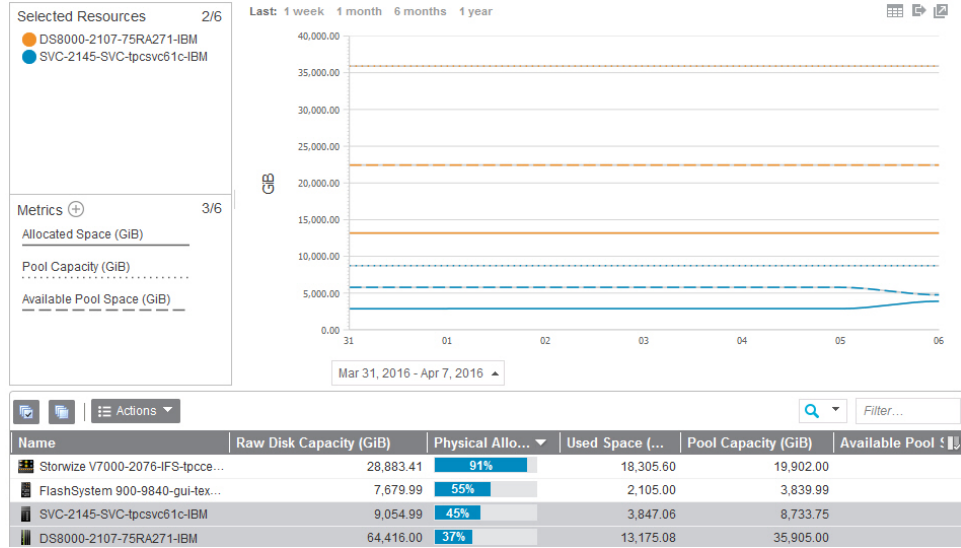 Selected Resources 2/6
DS8000-2107-75RA271-IBM
SVC-2145-SVC-tpcsvc61c-IBM
Metrics 3/6
Allocated Space (GiB)
Pool Capacity (GiB)
Available Pool Space (GiB)
Last: 1 week 1 month 6 months 1 year
40,000.00
35,000.00
30,000.00
25,000.00
20,000.00
15,000.00
10,000.00
5,000.00
0.00
GiB
31 01 02 03 04 05 06
Mar 31, 2016 - Apr 7, 2016
Actions
Filter...
Name Raw Disk Capacity (GiB) Physical Allo... Used Space (... Pool Capacity (GiB) Available Pool S
Storwize V7000-2076-IFS-tpcce... 28,883.41 91% 18,305.60 19,902.00
FlashSystem 900-9840-gui-tex... 7,679.99 55% 2,105.00 3,839.99
SVC-2145-SVC-tpcsvc61c-IBM 9,054.99 45% 3,847.06 8,733.75
DS8000-2107-75RA271-IBM 64,416.00 37% 13,175.08 35,905.00